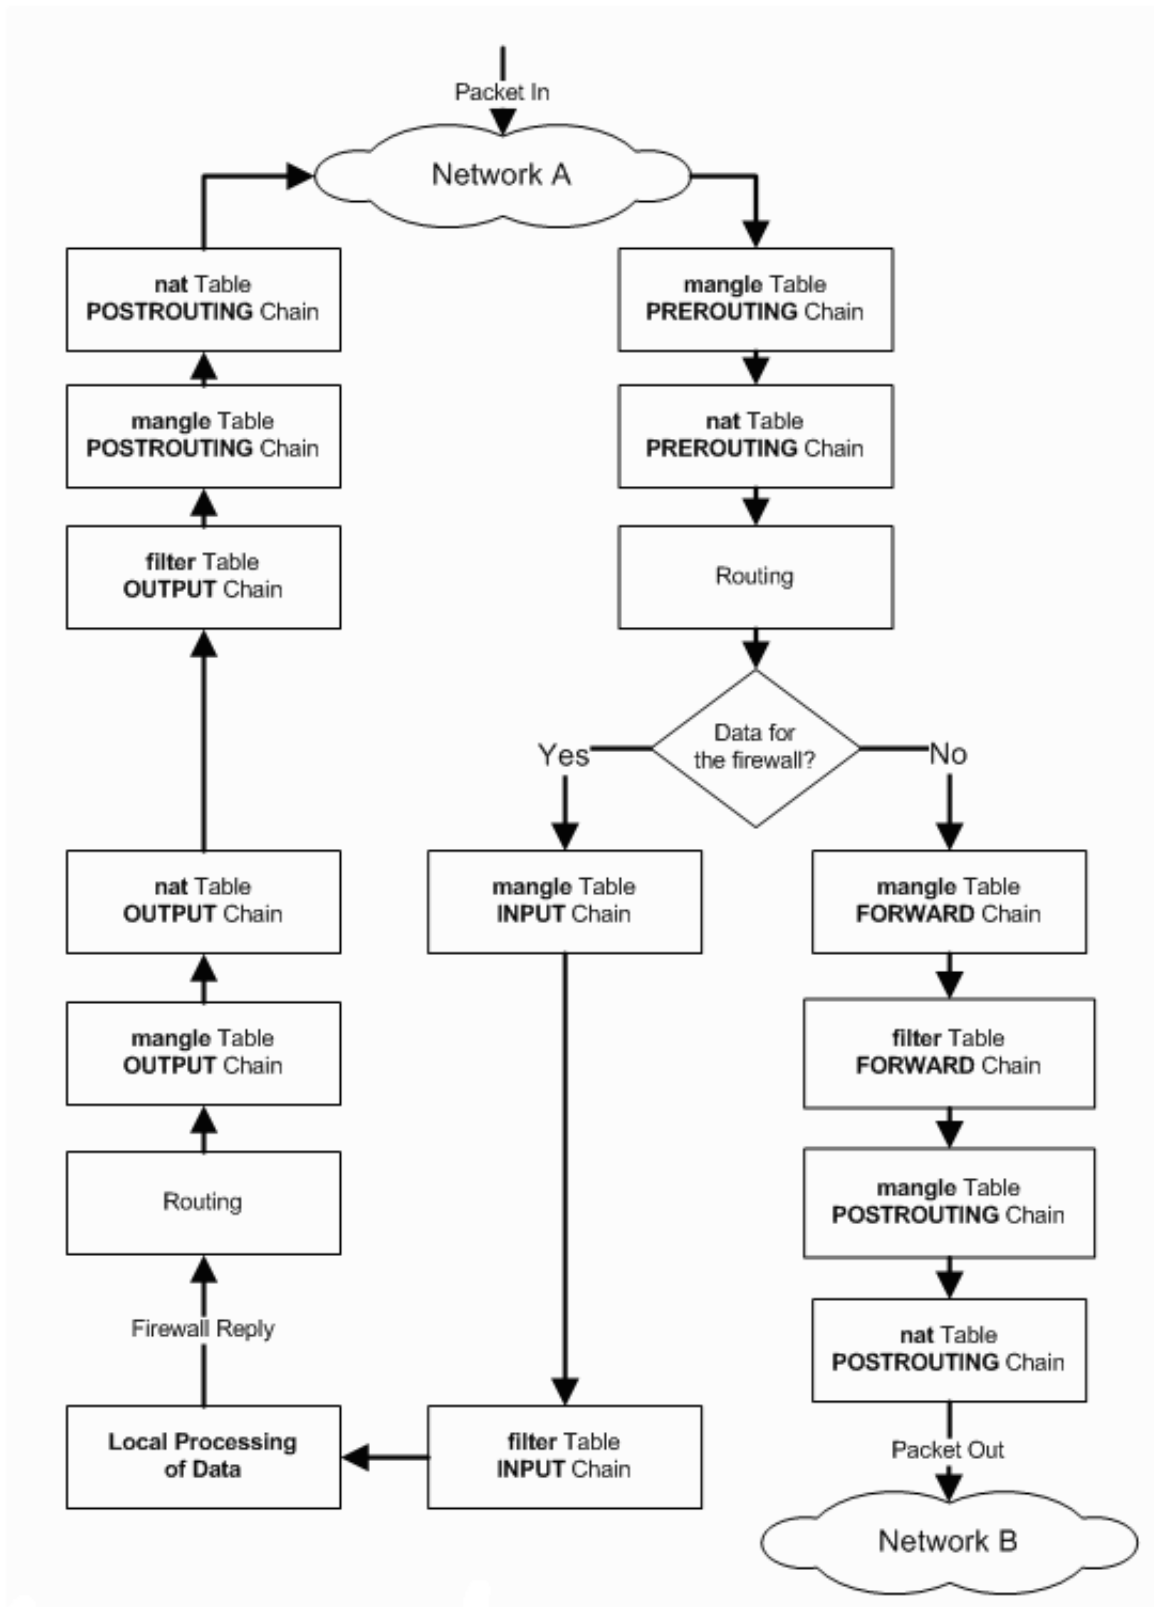 Packet In
Network A
nat Table
POSTROUTING Chain
mangle Table
PREROUTING Chain
mangle Table
POSTROUTING Chain
nat Table
PREROUTING Chain
filter Table
OUTPUT Chain
Routing
Data for
the firewall?
Yes
No
nat Table
OUTPUT Chain
mangle Table
INPUT Chain
mangle Table
FORWARD Chain
mangle Table
OUTPUT Chain
filter Table
FORWARD Chain
Routing
mangle Table
POSTROUTING Chain
Firewall Reply
nat Table
POSTROUTING Chain
Local Processing
of Data
filter Table
INPUT Chain
Packet Out
Network B